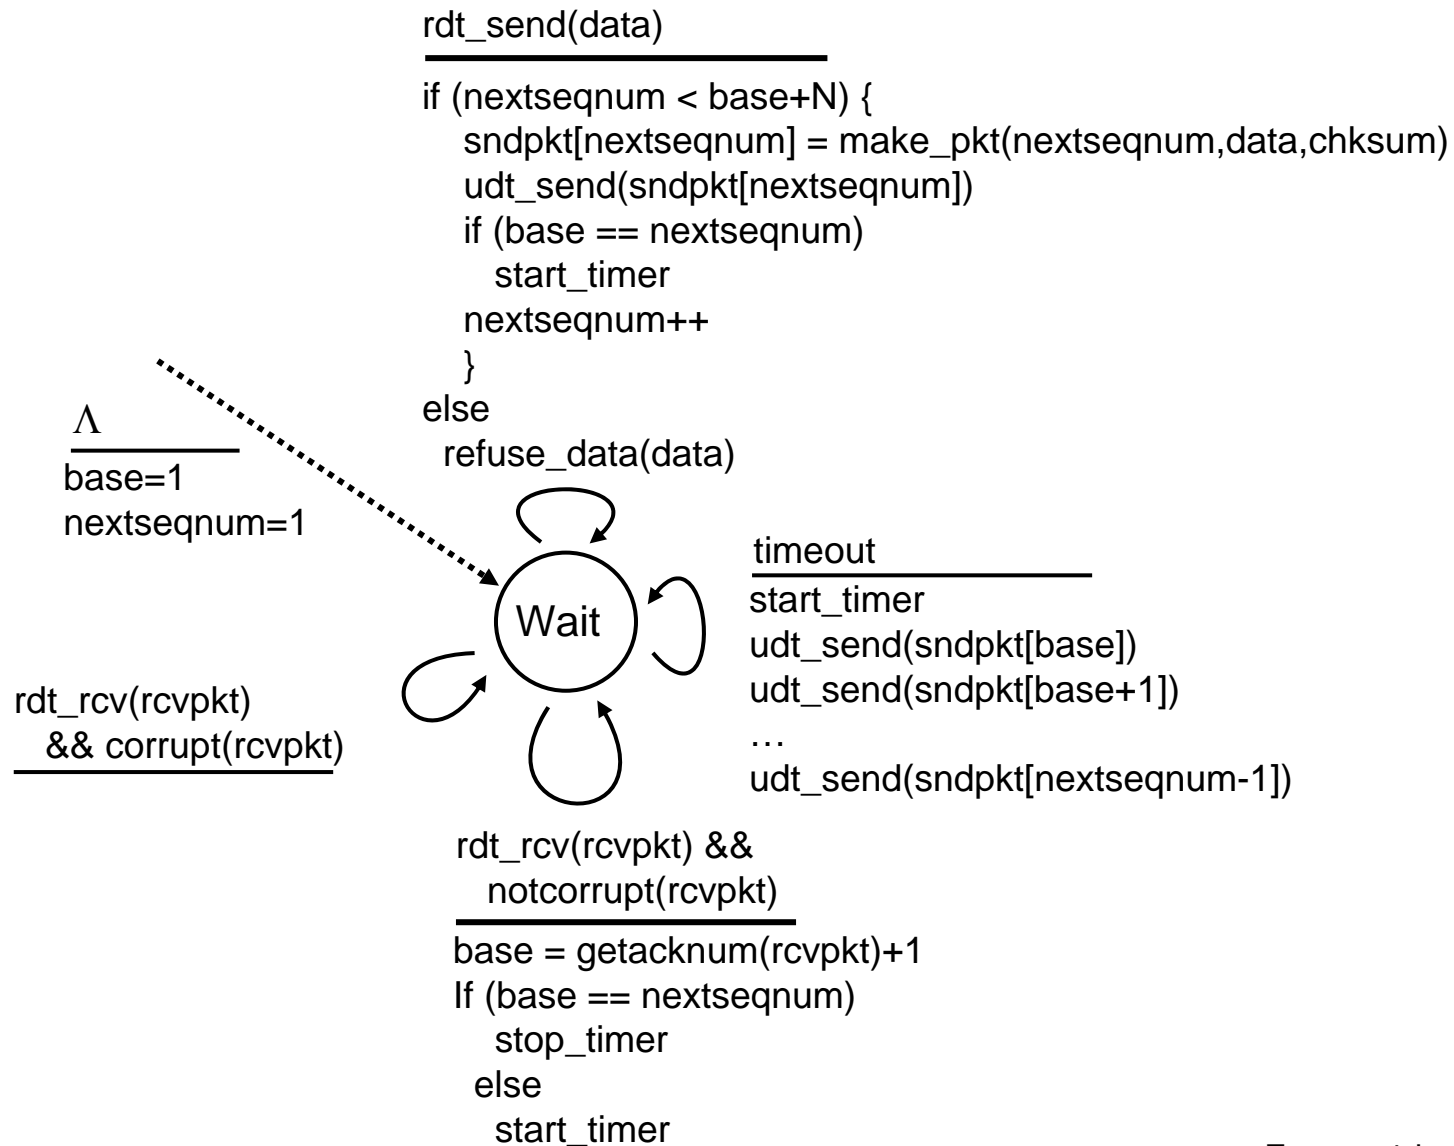 rdt_send(data)
if (nextseqnum < base+N) {
sndpkt[nextseqnum] = make_pkt(nextseqnum,data,chksum)
udt_send(sndpkt[nextseqnum])
if (base == nextseqnum)
start_timer
nextseqnum++
}
else
refuse_data(data)
Λ
base=1
nextseqnum=1
Wait
timeout
start_timer
udt_send(sndpkt[base])
udt_send(sndpkt[base+1])
…
udt_send(sndpkt[nextseqnum-1])
rdt_rcv(rcvpkt)
&& corrupt(rcvpkt)
rdt_rcv(rcvpkt) &&
notcorrupt(rcvpkt)
base = getacknum(rcvpkt)+1
If (base == nextseqnum)
stop_timer
else
start_timer